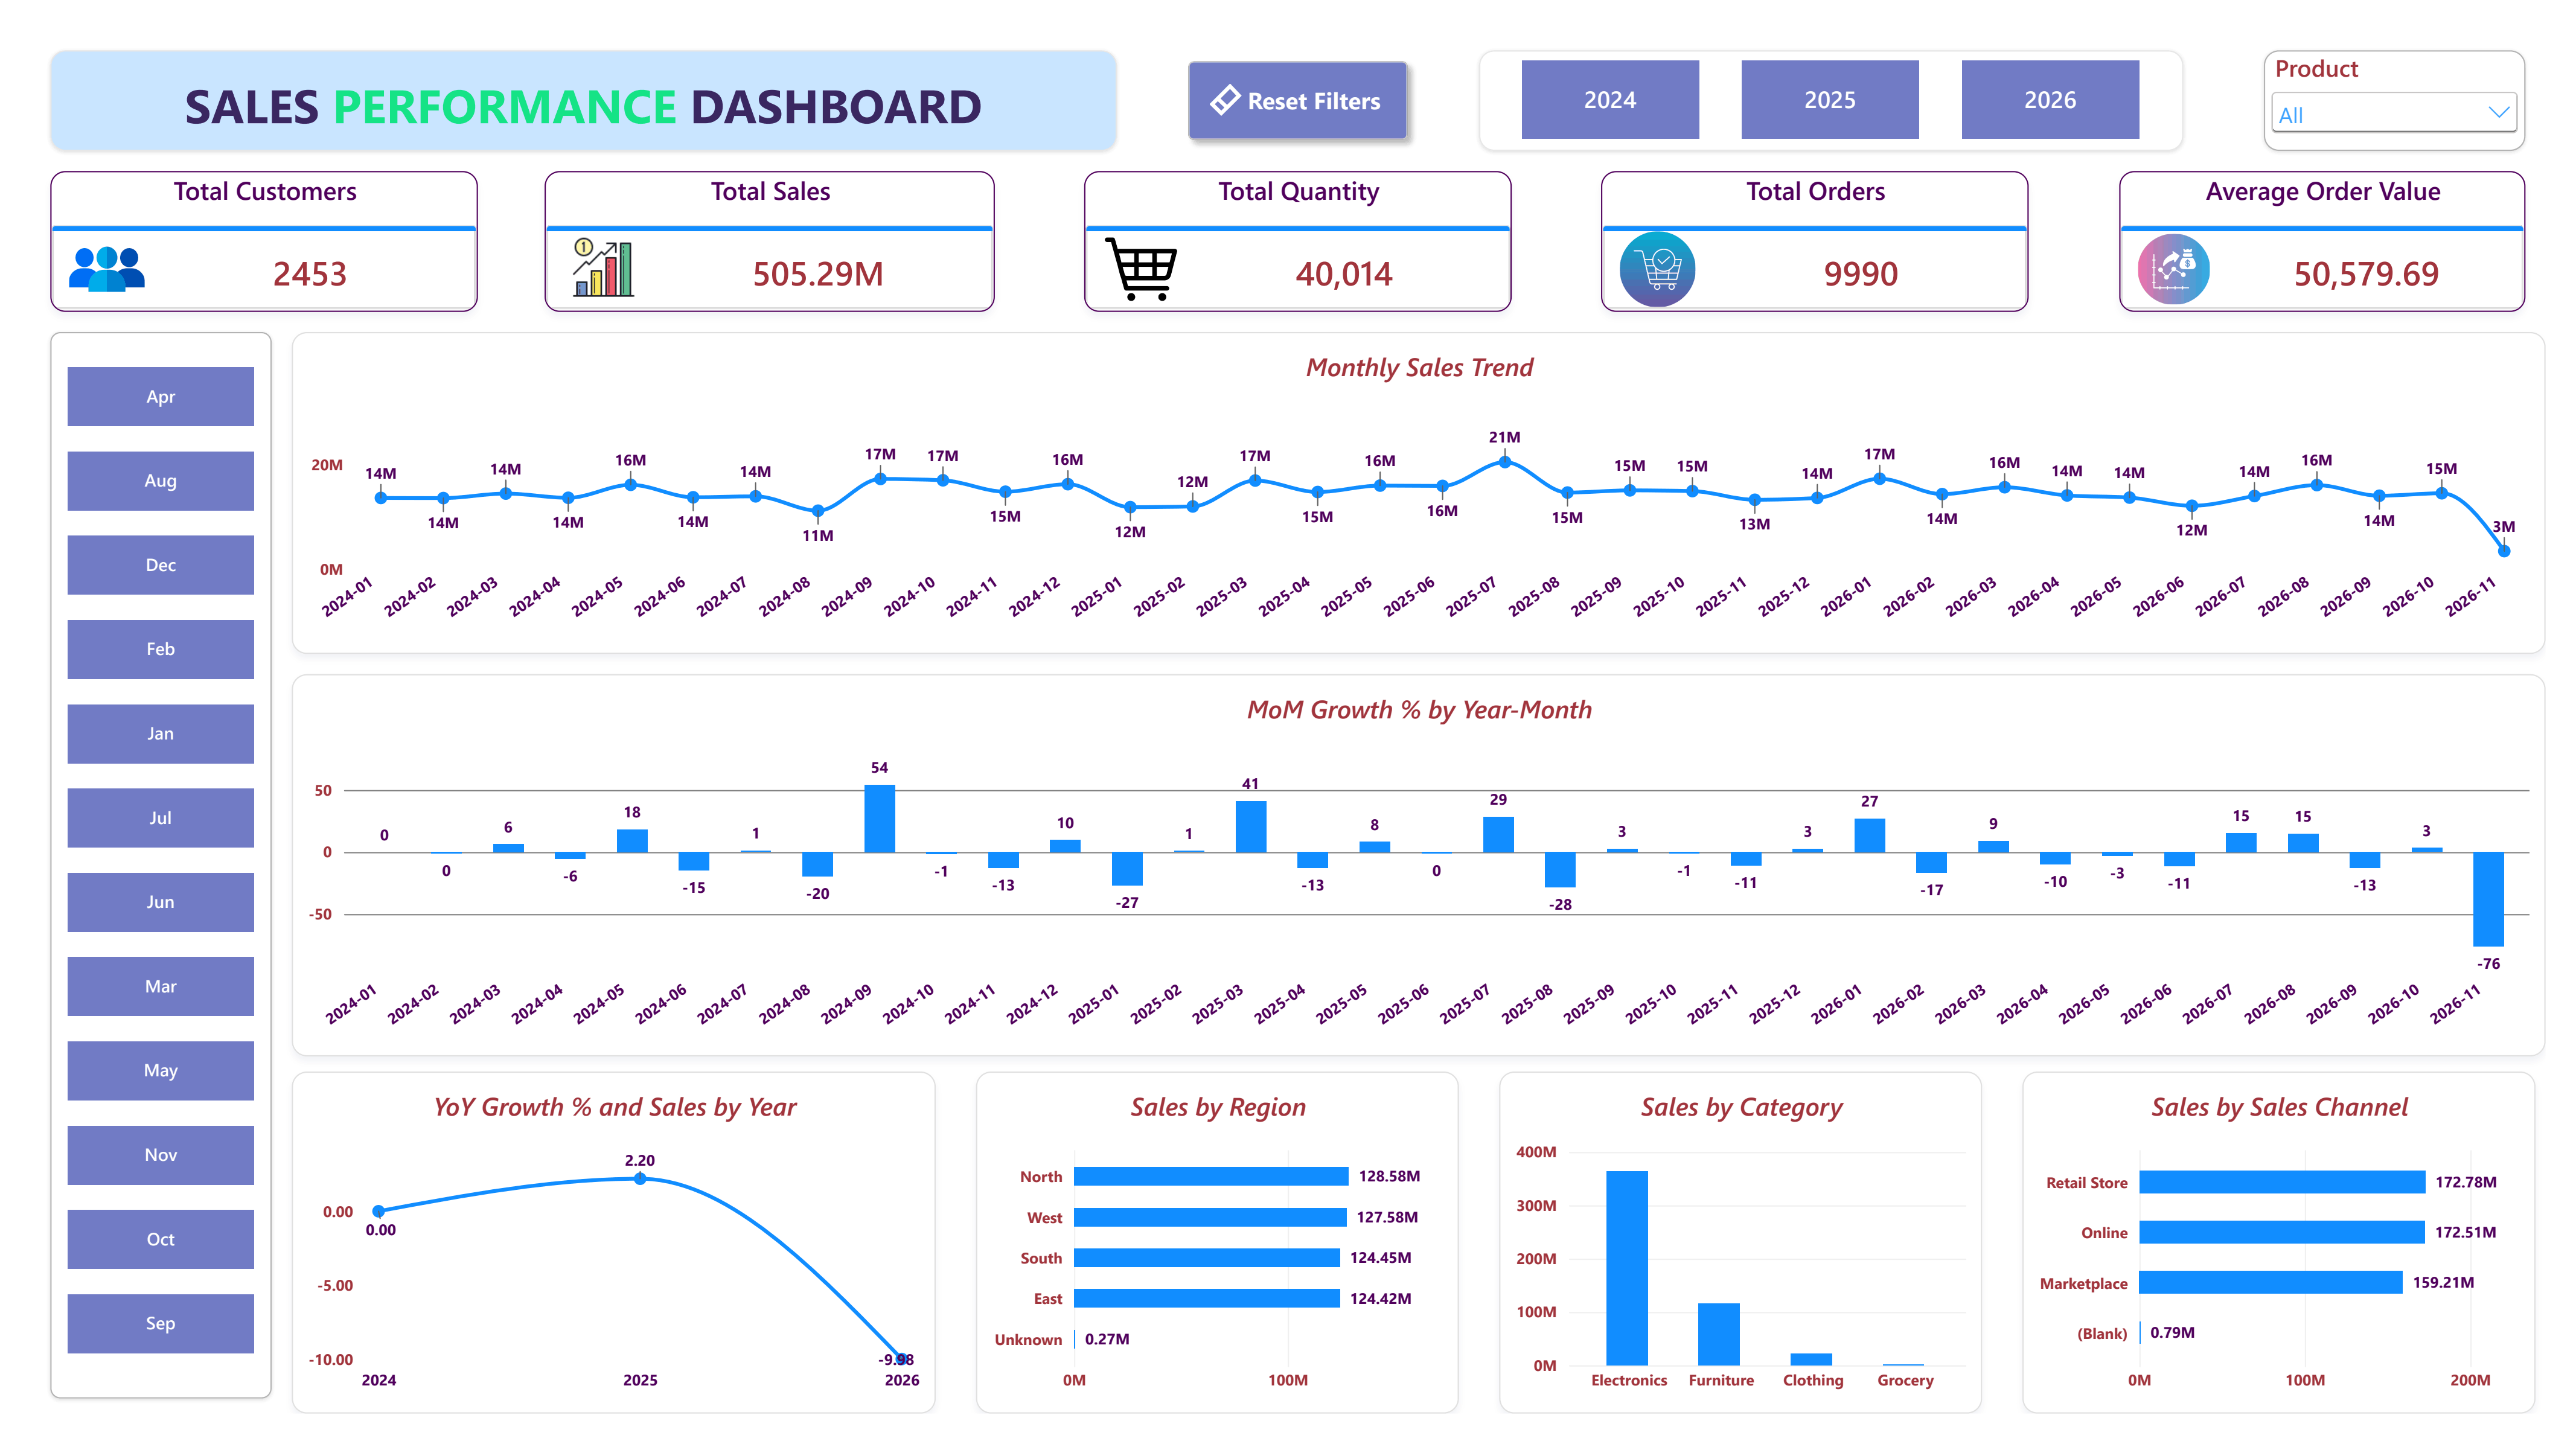 SALES PERFORMANCE DASHBOARD
Reset Filters
2024
2025
2026
Product
All
Total Customers
2453
Total Sales
1
505.29M
Total Quantity
40,014
Total Orders
9990
Average Order Value
$
50,579.69
Apr
Aug
Dec
Feb
Jan
Jul
Jun
Mar
May
Nov
Oct
Sep
Monthly Sales Trend
20M
0M
14M 14M 14M 14M 16M 14M 14M 11M 17M 17M 15M 16M 12M 12M 17M 15M 16M 16M 21M 15M 15M 15M 13M 14M 17M 14M 16M 14M 14M 12M 14M 16M 14M 15M 3M
2024-01 2024-02 2024-03 2024-04 2024-05 2024-06 2024-07 2024-08 2024-09 2024-10 2024-11 2024-12 2025-01 2025-02 2025-03 2025-04 2025-05 2025-06 2025-07 2025-08 2025-09 2025-10 2025-11 2025-12 2026-01 2026-02 2026-03 2026-04 2026-05 2026-06 2026-07 2026-08 2026-09 2026-10 2026-11
MoM Growth % by Year-Month
50
0
-50
0 0 6 -6 18 -15 1 -20 54 -1 -13 10 -27 1 41 -13 8 0 29 -28 3 -1 -11 3 27 -17 9 -10 -3 -11 15 15 -13 3 -76
2024-01 2024-02 2024-03 2024-04 2024-05 2024-06 2024-07 2024-08 2024-09 2024-10 2024-11 2024-12 2025-01 2025-02 2025-03 2025-04 2025-05 2025-06 2025-07 2025-08 2025-09 2025-10 2025-11 2025-12 2026-01 2026-02 2026-03 2026-04 2026-05 2026-06 2026-07 2026-08 2026-09 2026-10 2026-11
YoY Growth % and Sales by Year
0.00
-5.00
-10.00
0.00
2.20
-9.98
2024 2025 2026
Sales by Region
North 128.58M
West 127.58M
South 124.45M
East 124.42M
Unknown 0.27M
0M 100M
Sales by Category
400M
300M
200M
100M
0M
Electronics Furniture Clothing Grocery
Sales by Sales Channel
Retail Store 172.78M
Online 172.51M
Marketplace 159.21M
(Blank) 0.79M
0M 100M 200M